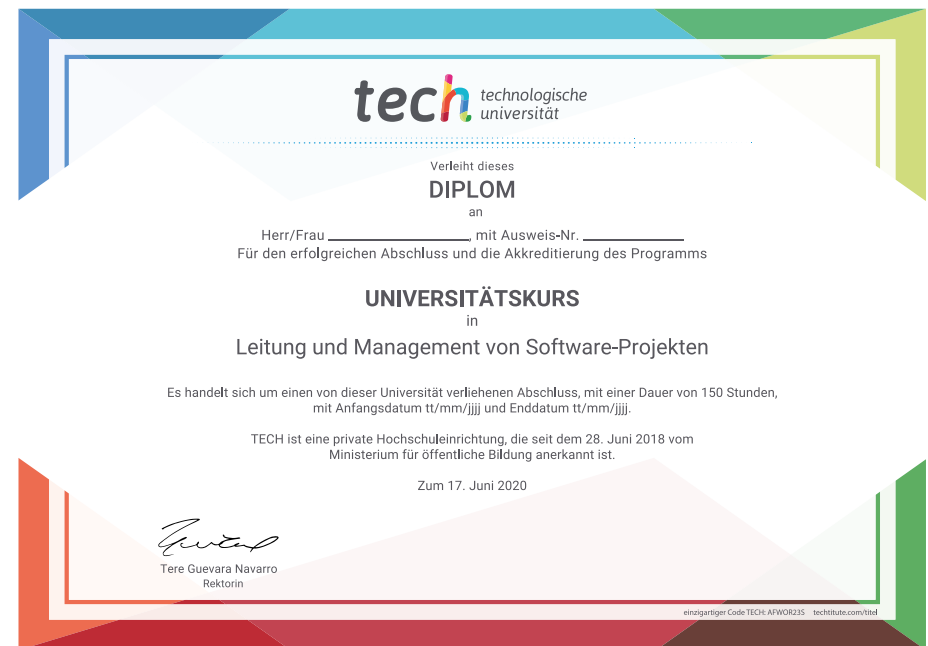 tech technologische
universität
Verleiht dieses
DIPLOM
an
Herr/Frau ____________, mit Ausweis-Nr. ____________
Für den erfolgreichen Abschluss und die Akkreditierung des Programms
UNIVERSITÄTSKURS
in
Leitung und Management von Software-Projekten
Es handelt sich um einen von dieser Universität verliehenen Abschluss, mit einer Dauer von 150 Stunden,
mit Anfangsdatum tt/mm/jjjj und Enddatum tt/mm/jjjj.
TECH ist eine private Hochschuleinrichtung, die seit dem 28. Juni 2018 vom
Ministerium für öffentliche Bildung anerkannt ist.
Zum 17. Juni 2020
Tere Guevara Navarro
Rektorin
einzigartiger Code TECH: AFWOR23S techtitute.com/titel